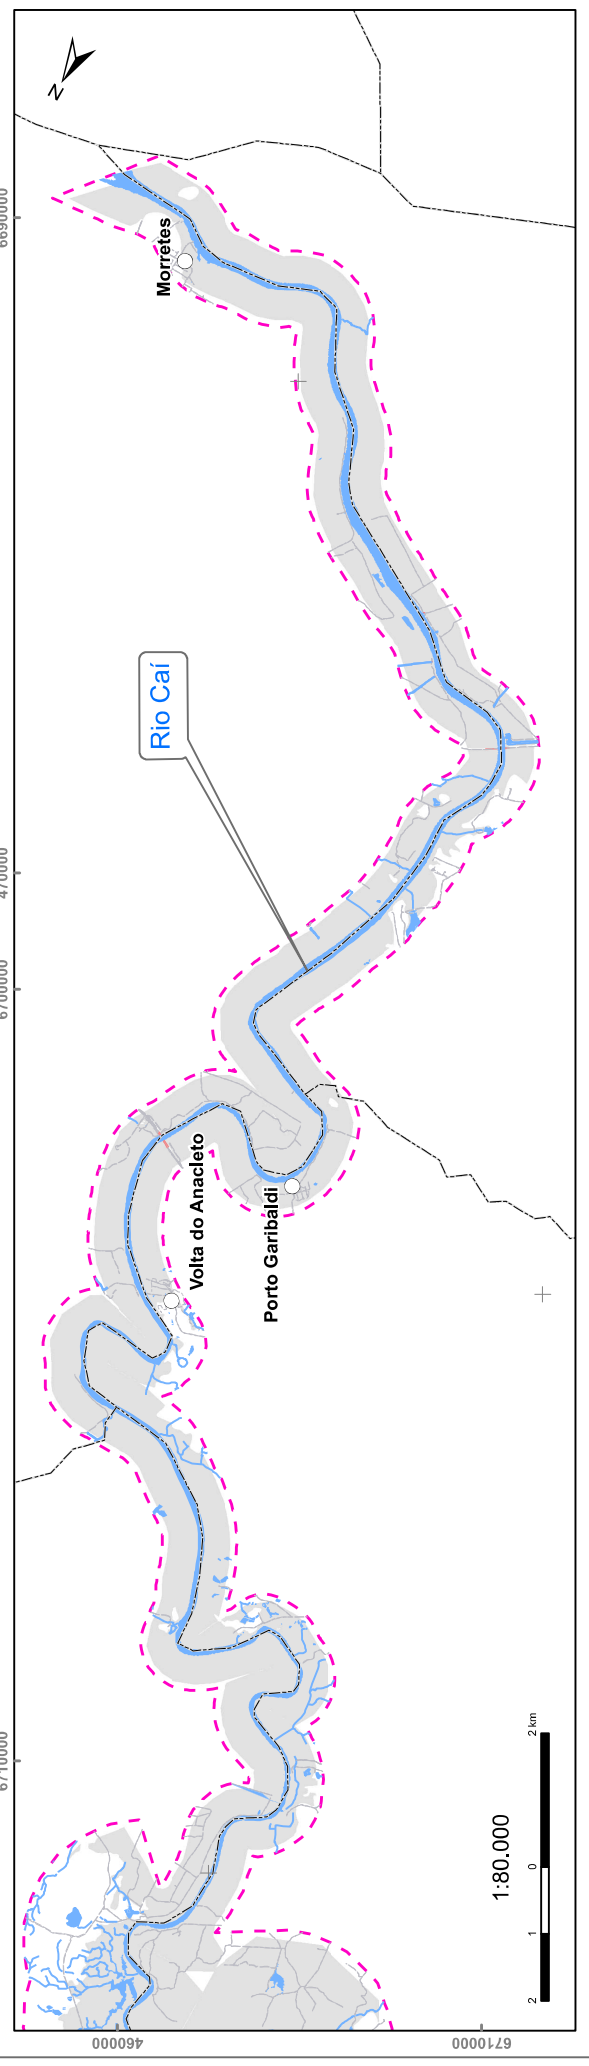 N
6690000
Morretes
Rio Caí
470000
6700000
Volta do Anacleto
Porto Garibaldi
6710000
1:80.000
2 1 0 2 km
460000
6710000